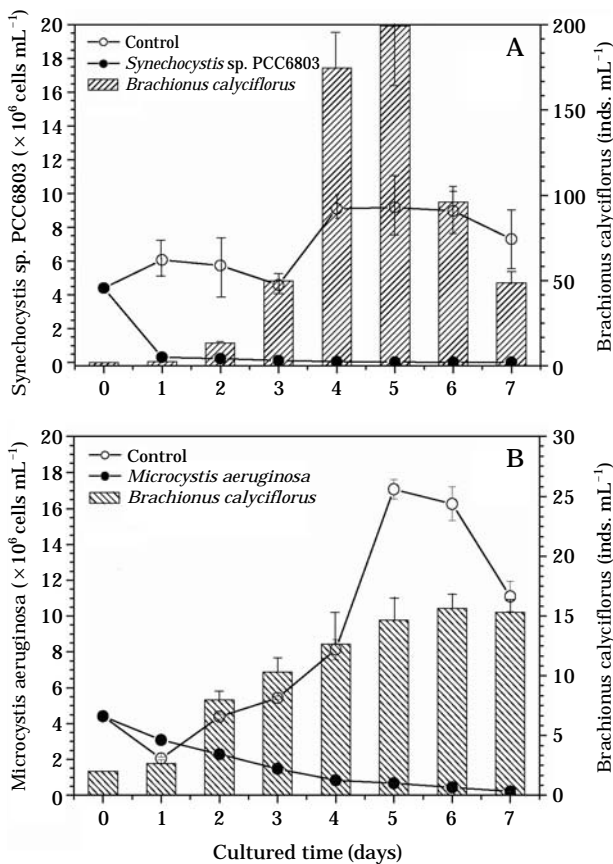 A
Control
Synechocystis sp. PCC6803
Brachionus calyciflorus
Synechocystis sp. PCC6803 (×10⁶ cells mL⁻¹)
20
18
16
14
12
10
8
6
4
2
0
Brachionus calyciflorus (inds. mL⁻¹)
200
150
100
50
0
0 1 2 3 4 5 6 7
B
Control
Microcystis aeruginosa
Brachionus calyciflorus
Microcystis aeruginosa (×10⁶ cells mL⁻¹)
20
18
16
14
12
10
8
6
4
2
0
Brachionus calyciflorus (inds. mL⁻¹)
30
25
20
15
10
5
0
0 1 2 3 4 5 6 7
Cultured time (days)